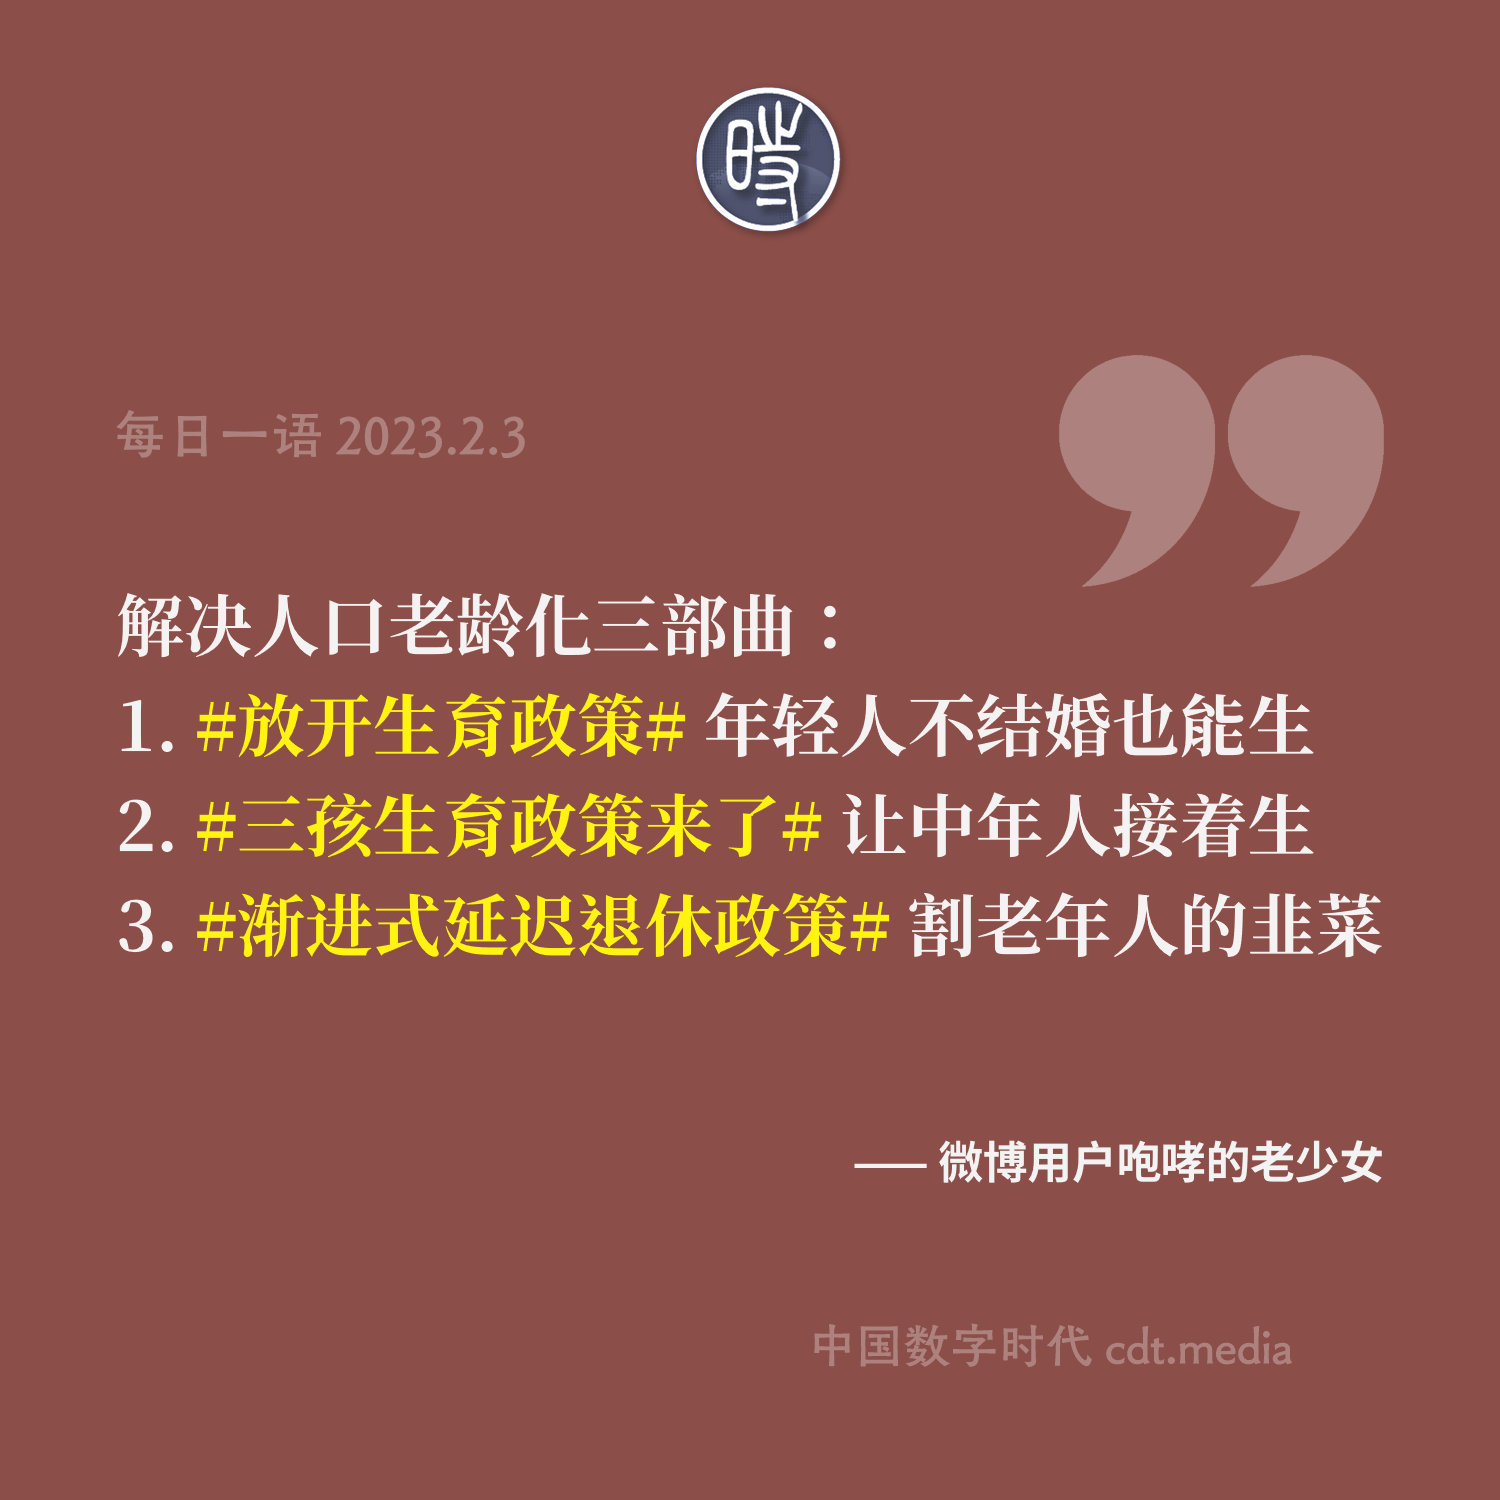 時
每日一语 2023.2.3
解决人口老龄化三部曲：
1. #放开生育政策# 年轻人不结婚也能生
2. #三孩生育政策来了# 让中年人接着生
3. #渐进式延迟退休政策# 割老年人的韭菜
—— 微博用户咆哮的老少女
中国数字时代 cdt.media